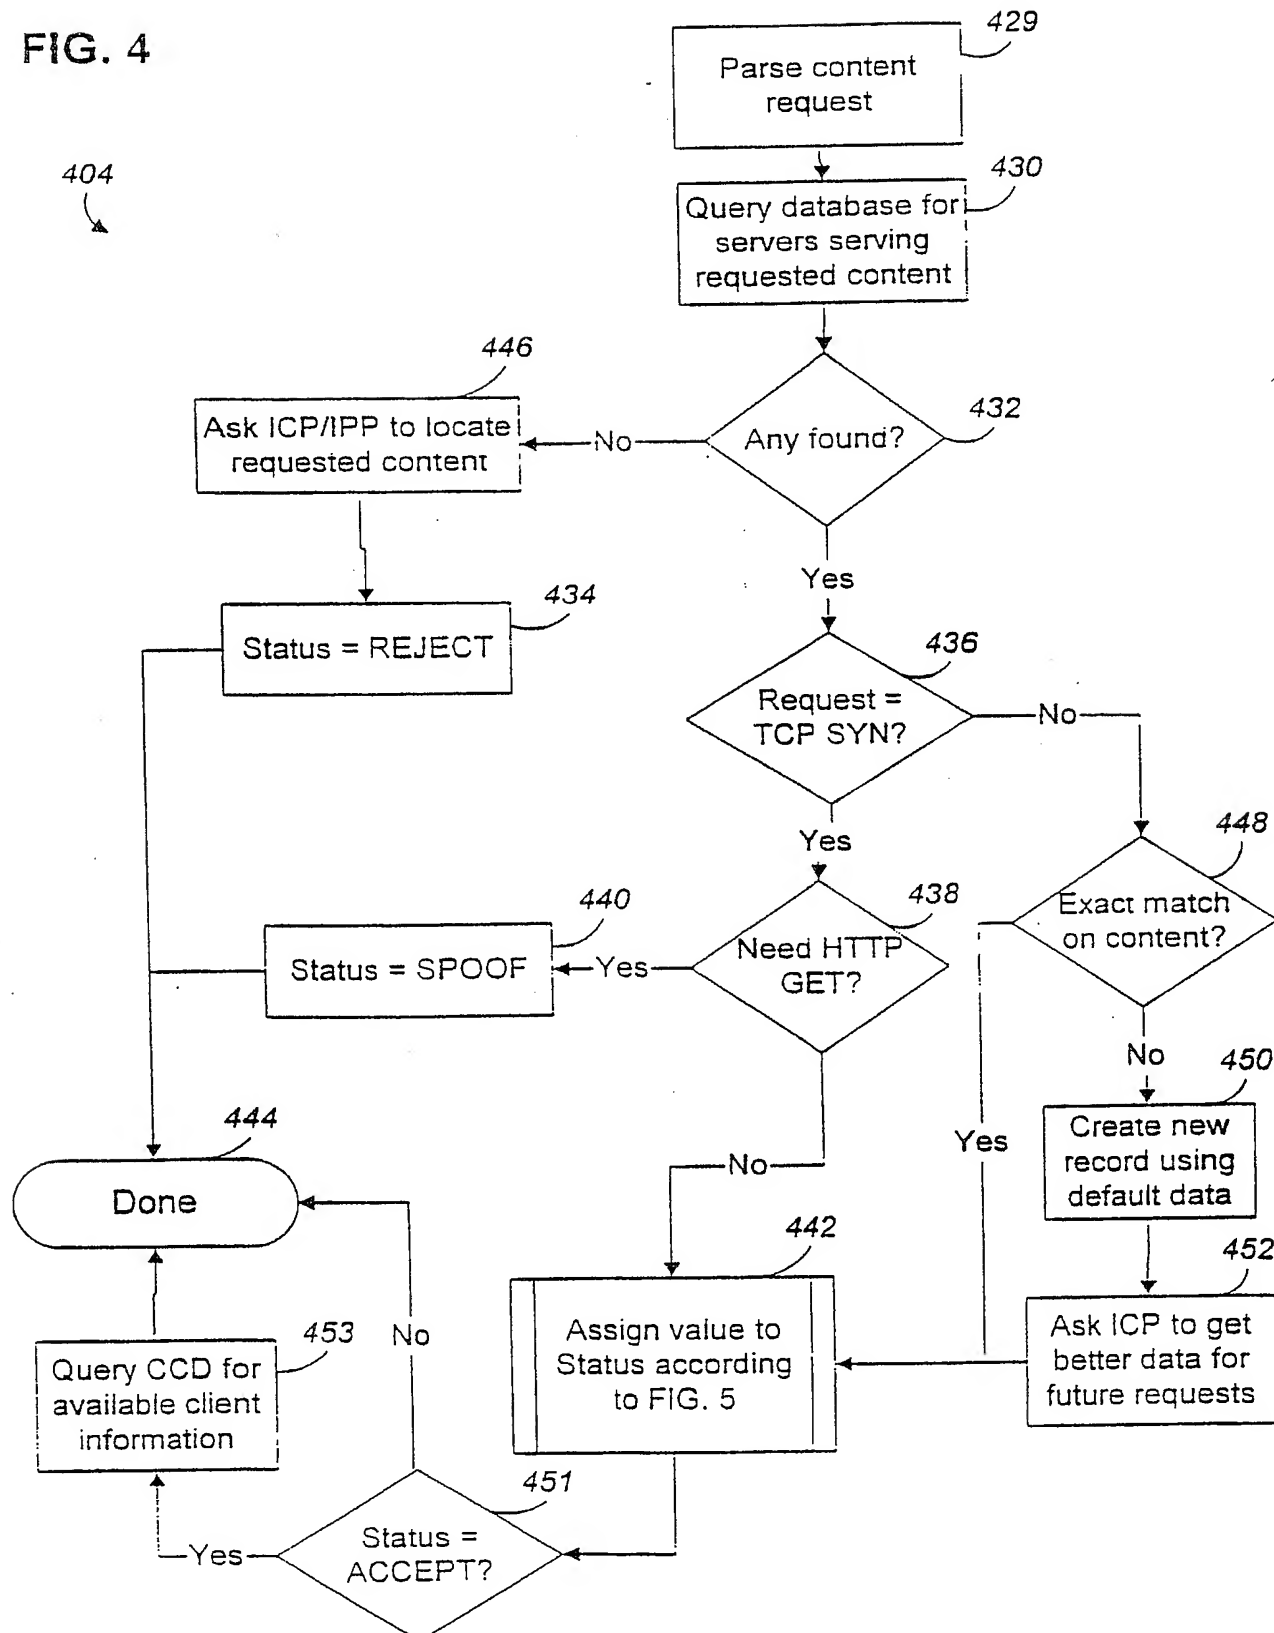 FIG. 4
404
429
Parse content
request
430
Query database for
servers serving
requested content
432
Any found?
No
446
Ask ICP/IPP to locate
requested content
434
Status = REJECT
Yes
436
Request =
TCP SYN?
No
Yes
448
Exact match
on content?
438
Need HTTP
GET?
Yes
440
Status = SPOOF
No
450
Create new
record using
default data
Yes
No
444
Done
442
Assign value to
Status according
to FIG. 5
452
Ask ICP to get
better data for
future requests
No
453
Query CCD for
available client
information
451
Status =
ACCEPT?
Yes